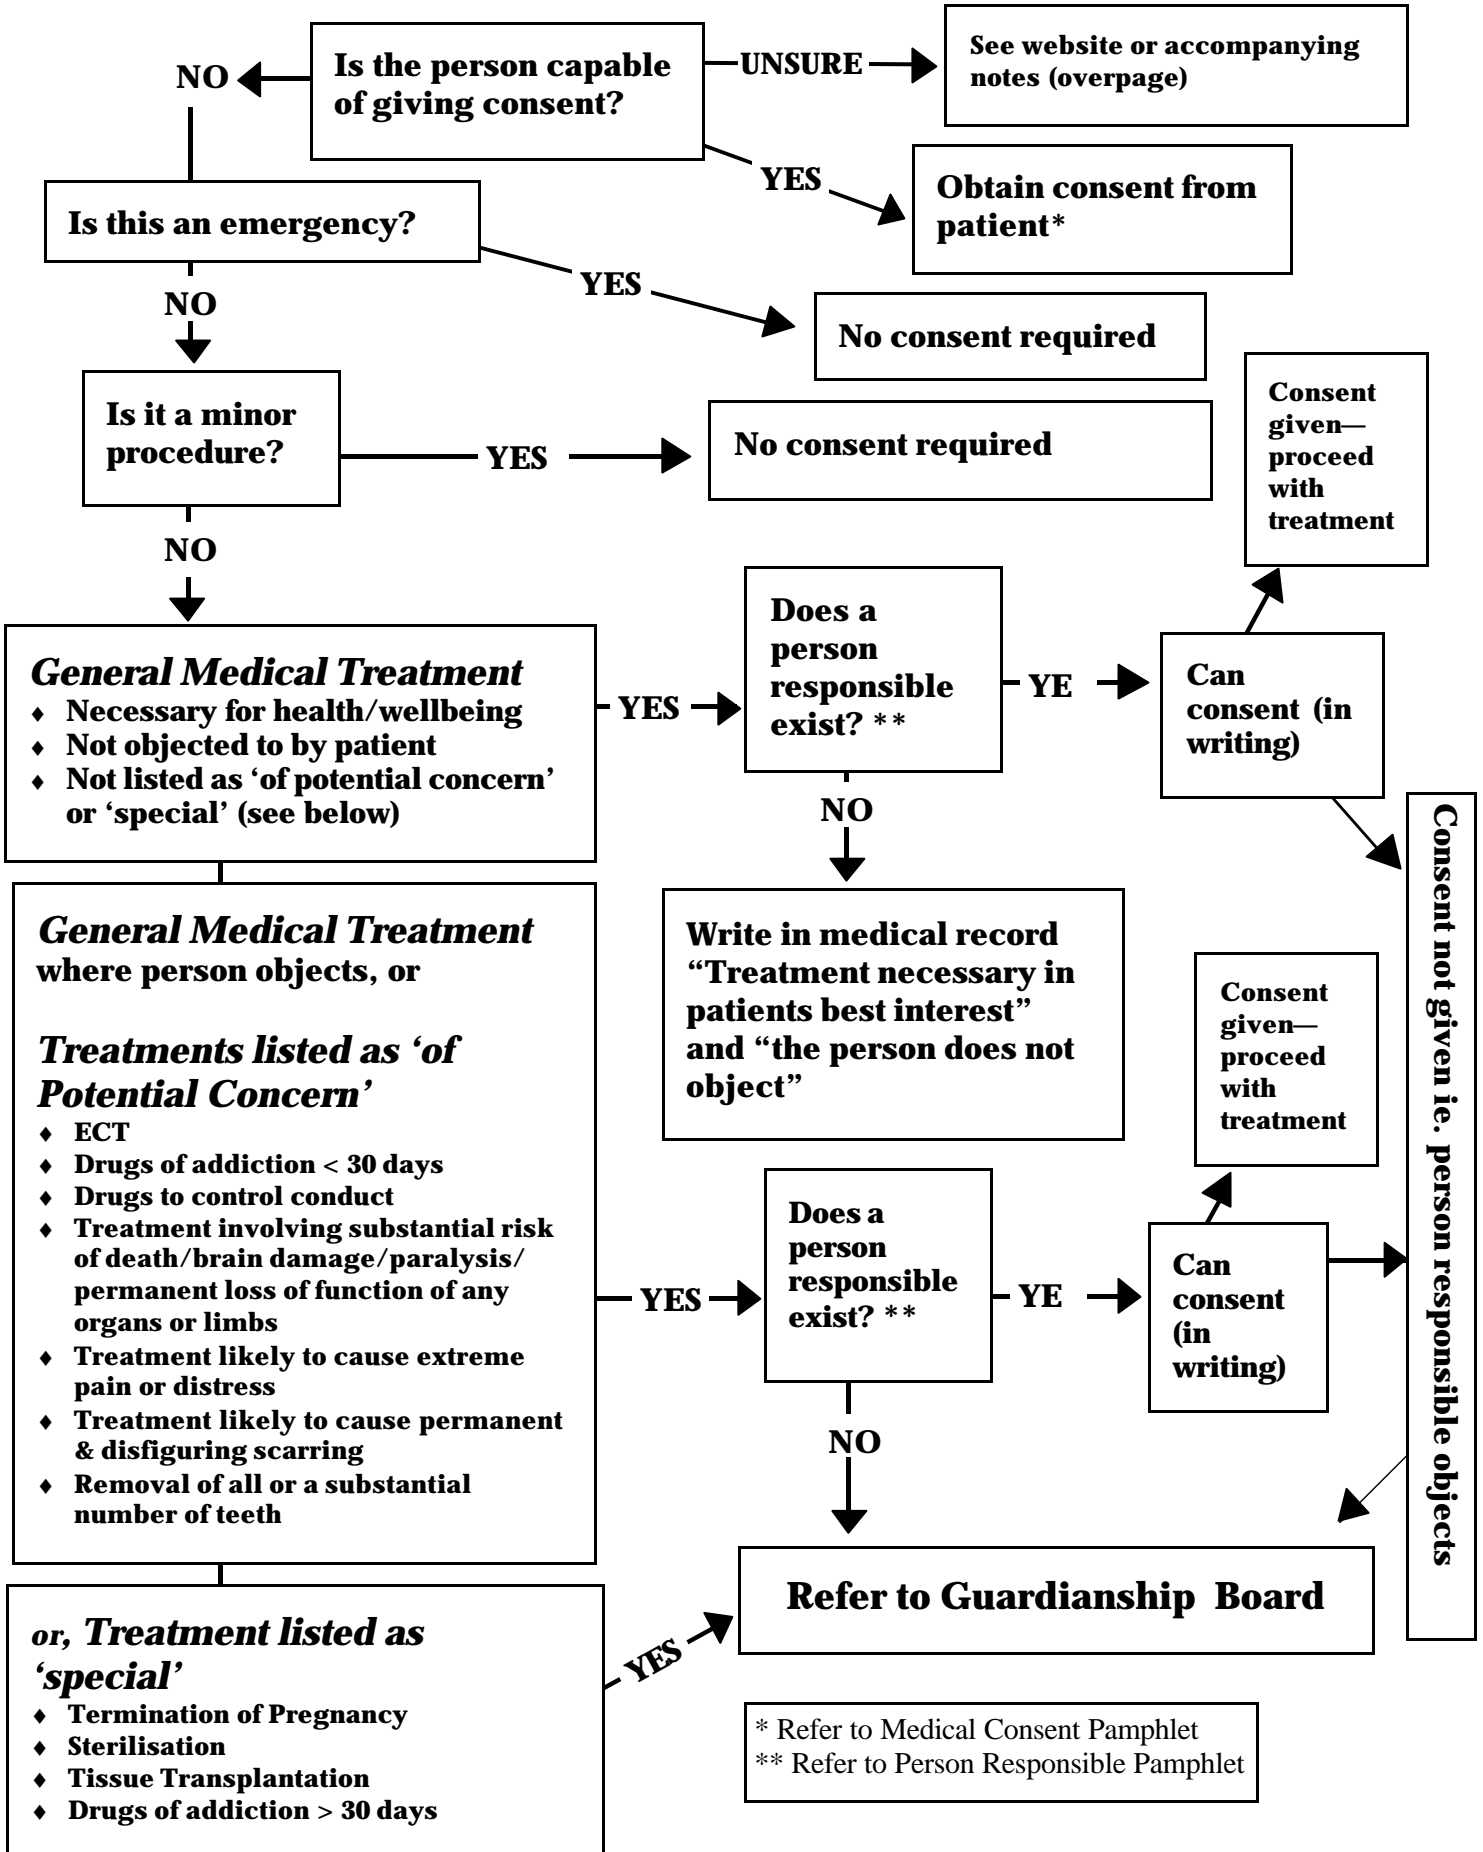 NO
Is the person capable
of giving consent?
UNSURE
See website or accompanying
notes (overpage)
YES
Obtain consent from
patient*
Is this an emergency?
YES
No consent required
NO
Is it a minor
procedure?
YES
No consent required
NO
General Medical Treatment
♦ Necessary for health/wellbeing
♦ Not objected to by patient
♦ Not listed as ‘of potential concern’
or ‘special’ (see below)
YES
Does a
person
responsible
exist? **
YE
Can
consent (in
writing)
Consent
given—
proceed
with
treatment
NO
Write in medical record
“Treatment necessary in
patients best interest”
and “the person does not
object”
General Medical Treatment
where person objects, or
Treatments listed as ‘of
Potential Concern’
♦ ECT
♦ Drugs of addiction < 30 days
♦ Drugs to control conduct
♦ Treatment involving substantial risk
of death/brain damage/paralysis/
permanent loss of function of any
organs or limbs
♦ Treatment likely to cause extreme
pain or distress
♦ Treatment likely to cause permanent
& disfiguring scarring
♦ Removal of all or a substantial
number of teeth
YES
Does a
person
responsible
exist? **
YE
Can
consent
(in
writing)
Consent
given—
proceed
with
treatment
Consent not given ie. person responsible objects
NO
Refer to Guardianship Board
or, Treatment listed as
‘special’
♦ Termination of Pregnancy
♦ Sterilisation
♦ Tissue Transplantation
♦ Drugs of addiction > 30 days
YES
* Refer to Medical Consent Pamphlet
** Refer to Person Responsible Pamphlet